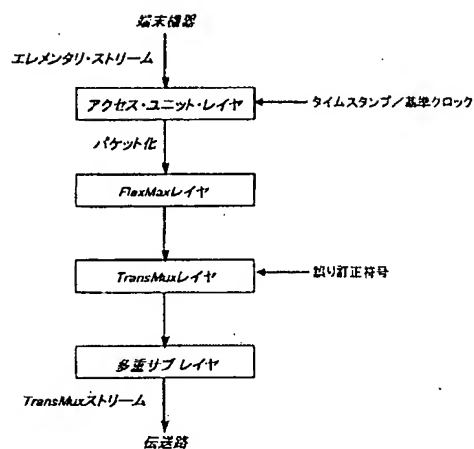 端末機器
エレメンタリ・ストリーム
アクセス・ユニット・レイヤ
タイムスタンプ/基準クロック
パケット化
FlexMaxレイヤ
TransMuxレイヤ
誤り訂正符号
多重サブレイヤ
TransMuxストリーム
伝送路